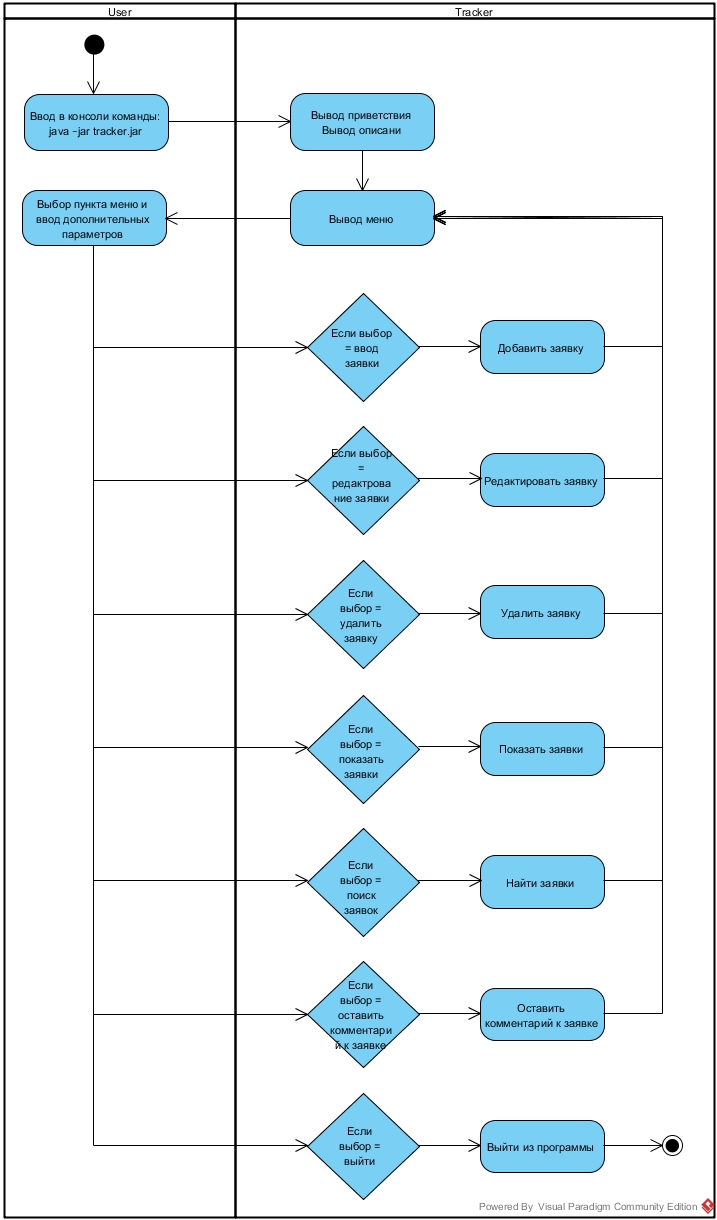 User
Tracker
Ввод в консоли команды:
java –jar tracker.jar
Вывод приветствия
Вывод описани
Выбор пункта меню и
ввод дополнительных
параметров
Вывод меню
Если выбор
= ввод
заявки
Добавить заявку
Если выбор
=
редактрова
ние заявки
Редактировать заявку
Если
выбор =
удалить
заявку
Удалить заявку
Если
выбор =
показать
заявки
Показать заявки
Если
выбор =
поиск
заявок
Найти заявки
Если
выбор =
оставить
комментари
й к заявке
Оставить
комментарий к заявке
Если
выбор =
выйти
Выйти из программы
Powered By Visual Paradigm Community Edition